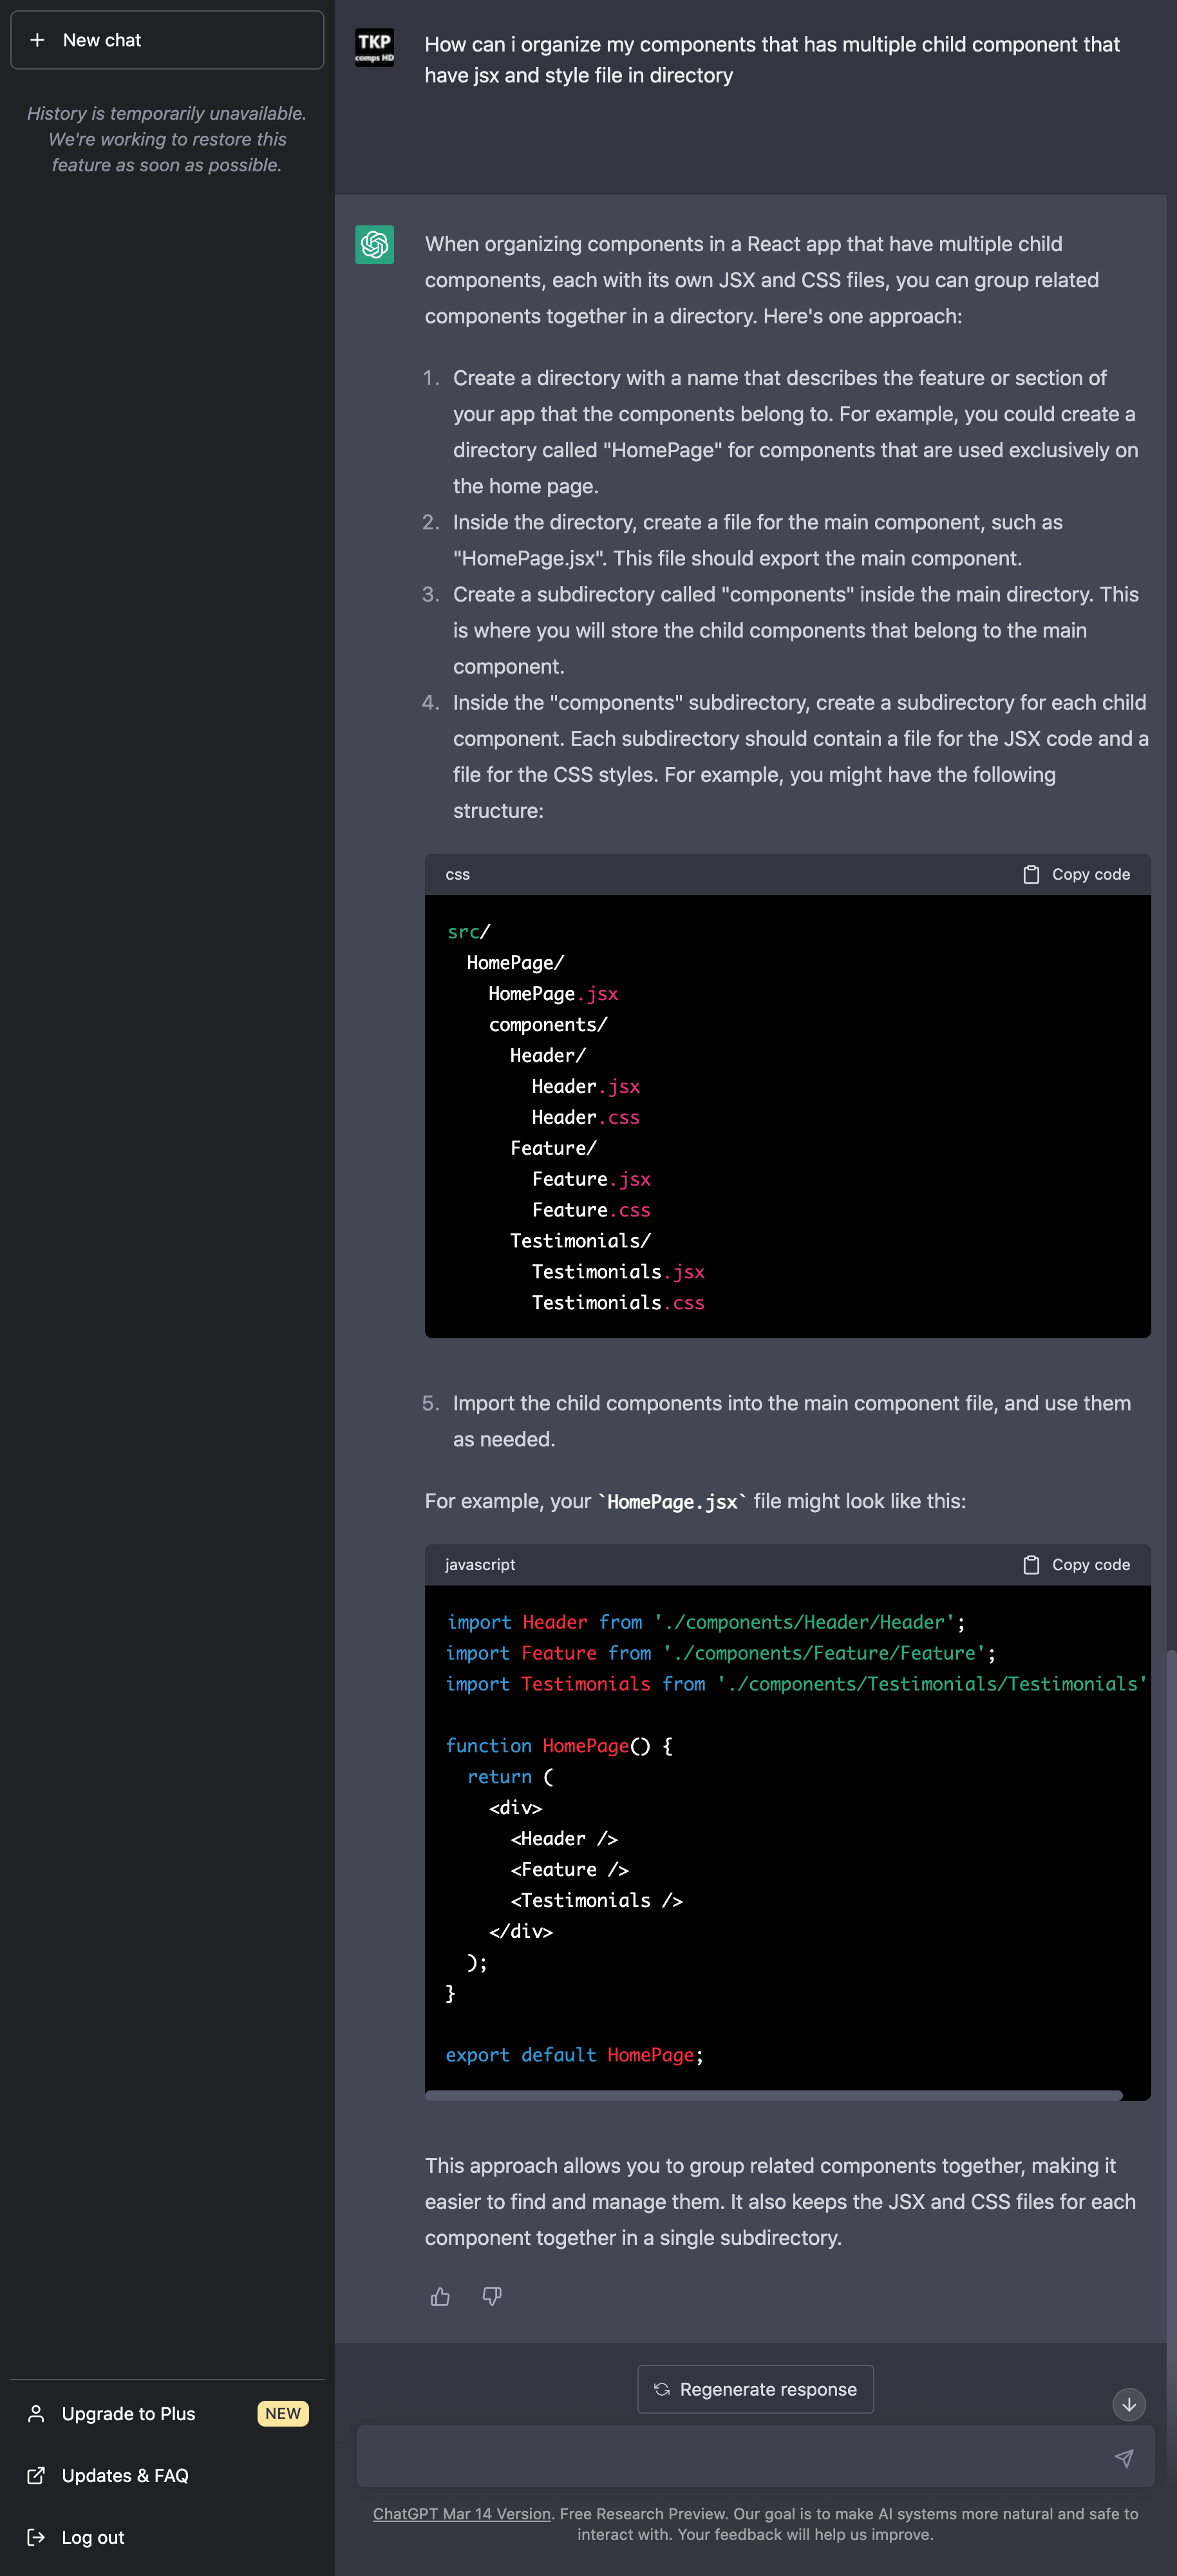 New chat
History is temporarily unavailable.
We're working to restore this
feature as soon as possible.
TKP
comps HD
How can i organize my components that has multiple child component that
have jsx and style file in directory
When organizing components in a React app that have multiple child
components, each with its own JSX and CSS files, you can group related
components together in a directory. Here's one approach:
1. Create a directory with a name that describes the feature or section of
your app that the components belong to. For example, you could create a
directory called "HomePage" for components that are used exclusively on
the home page.
2. Inside the directory, create a file for the main component, such as
"HomePage.jsx". This file should export the main component.
3. Create a subdirectory called "components" inside the main directory. This
is where you will store the child components that belong to the main
component.
4. Inside the "components" subdirectory, create a subdirectory for each child
component. Each subdirectory should contain a file for the JSX code and a
file for the CSS styles. For example, you might have the following
structure:
css Copy code
src/
HomePage/
HomePage.jsx
components/
Header/
Header.jsx
Header.css
Feature/
Feature.jsx
Feature.css
Testimonials/
Testimonials.jsx
Testimonials.css
5. Import the child components into the main component file, and use them
as needed.
For example, your `HomePage.jsx` file might look like this:
javascript Copy code
import Header from './components/Header/Header';
import Feature from './components/Feature/Feature';
import Testimonials from './components/Testimonials/Testimonials'
function HomePage() {
return (
<div>
<Header />
<Feature />
<Testimonials />
</div>
);
}
export default HomePage;
This approach allows you to group related components together, making it
easier to find and manage them. It also keeps the JSX and CSS files for each
component together in a single subdirectory.
Regenerate response
Upgrade to Plus NEW
Updates & FAQ
Log out
ChatGPT Mar 14 Version. Free Research Preview. Our goal is to make AI systems more natural and safe to
interact with. Your feedback will help us improve.